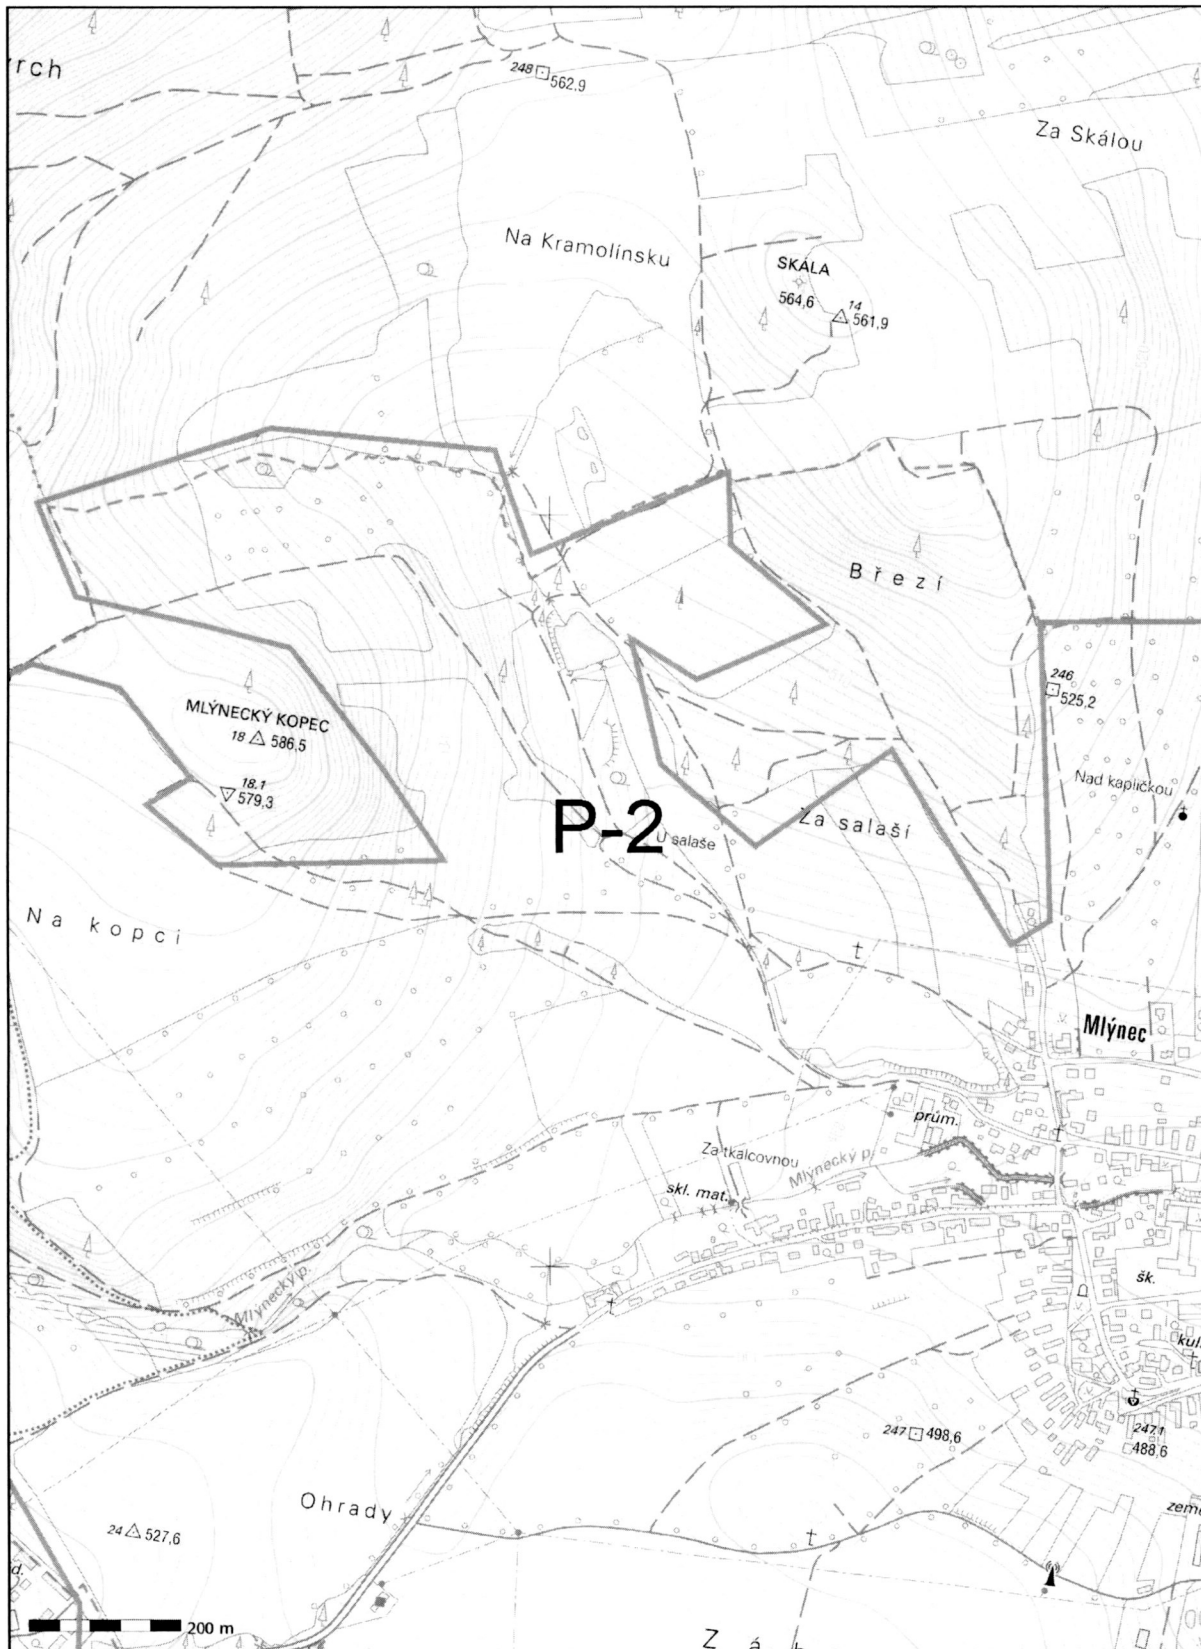 vrch
248 562,9
Za Skálou
Na Kramolínsku
SKÁLA
564,6
14
561,9
Březí
246
525,2
MLÝNECKÝ KOPEC
18 586,5
18.1
579,3
Nad kapličkou
P-2
U salaše
Za salaší
Na kopci
Mlýnec
prům.
Za tkalcovnou
Mlýnecký p.
skl. mat.
Mlýnecký p.
šk.
kul
247 498,6
247.1
488,6
Ohrady
zem
24 527,6
d.
200 m
Z á h